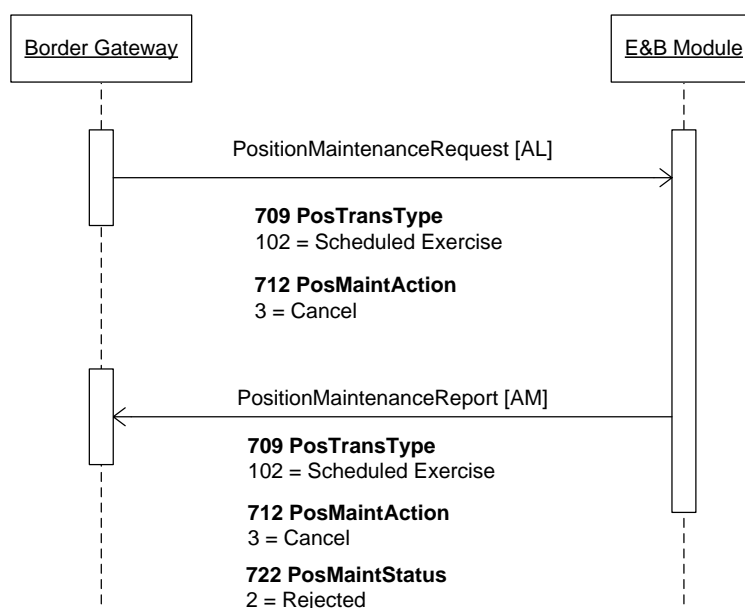 Border Gateway
E&B Module
PositionMaintenanceRequest [AL]
709 PosTransType
102 = Scheduled Exercise
712 PosMaintAction
3 = Cancel
PositionMaintenanceReport [AM]
709 PosTransType
102 = Scheduled Exercise
712 PosMaintAction
3 = Cancel
722 PosMaintStatus
2 = Rejected